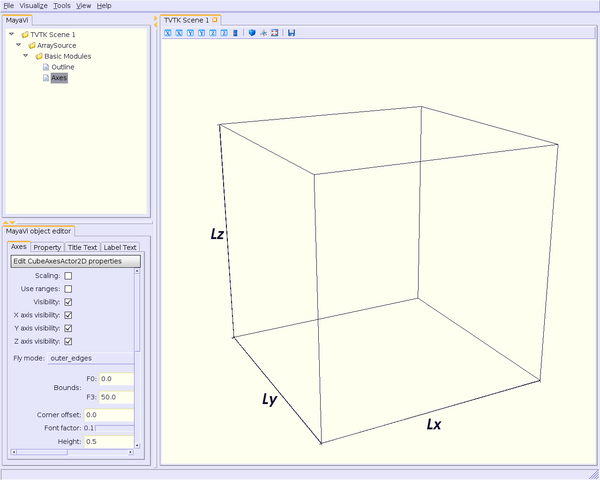 File Visualize Tools View Help
MayaVi
TVTK Scene 1
ArraySource
Basic Modules
Outline
Axes
MayaVi object editor
Axes Property Title Text Label Text
Edit CubeAxesActor2D properties
Scaling:
Use ranges:
Visibility:
X axis visibility:
Y axis visibility:
Z axis visibility:
Fly mode: outer_edges
F0: 0.0
Bounds:
F3: 50.0
Corner offset: 0.0
Font factor: 0.1
Height: 0.5
TVTK Scene 1
Lz
Ly
Lx